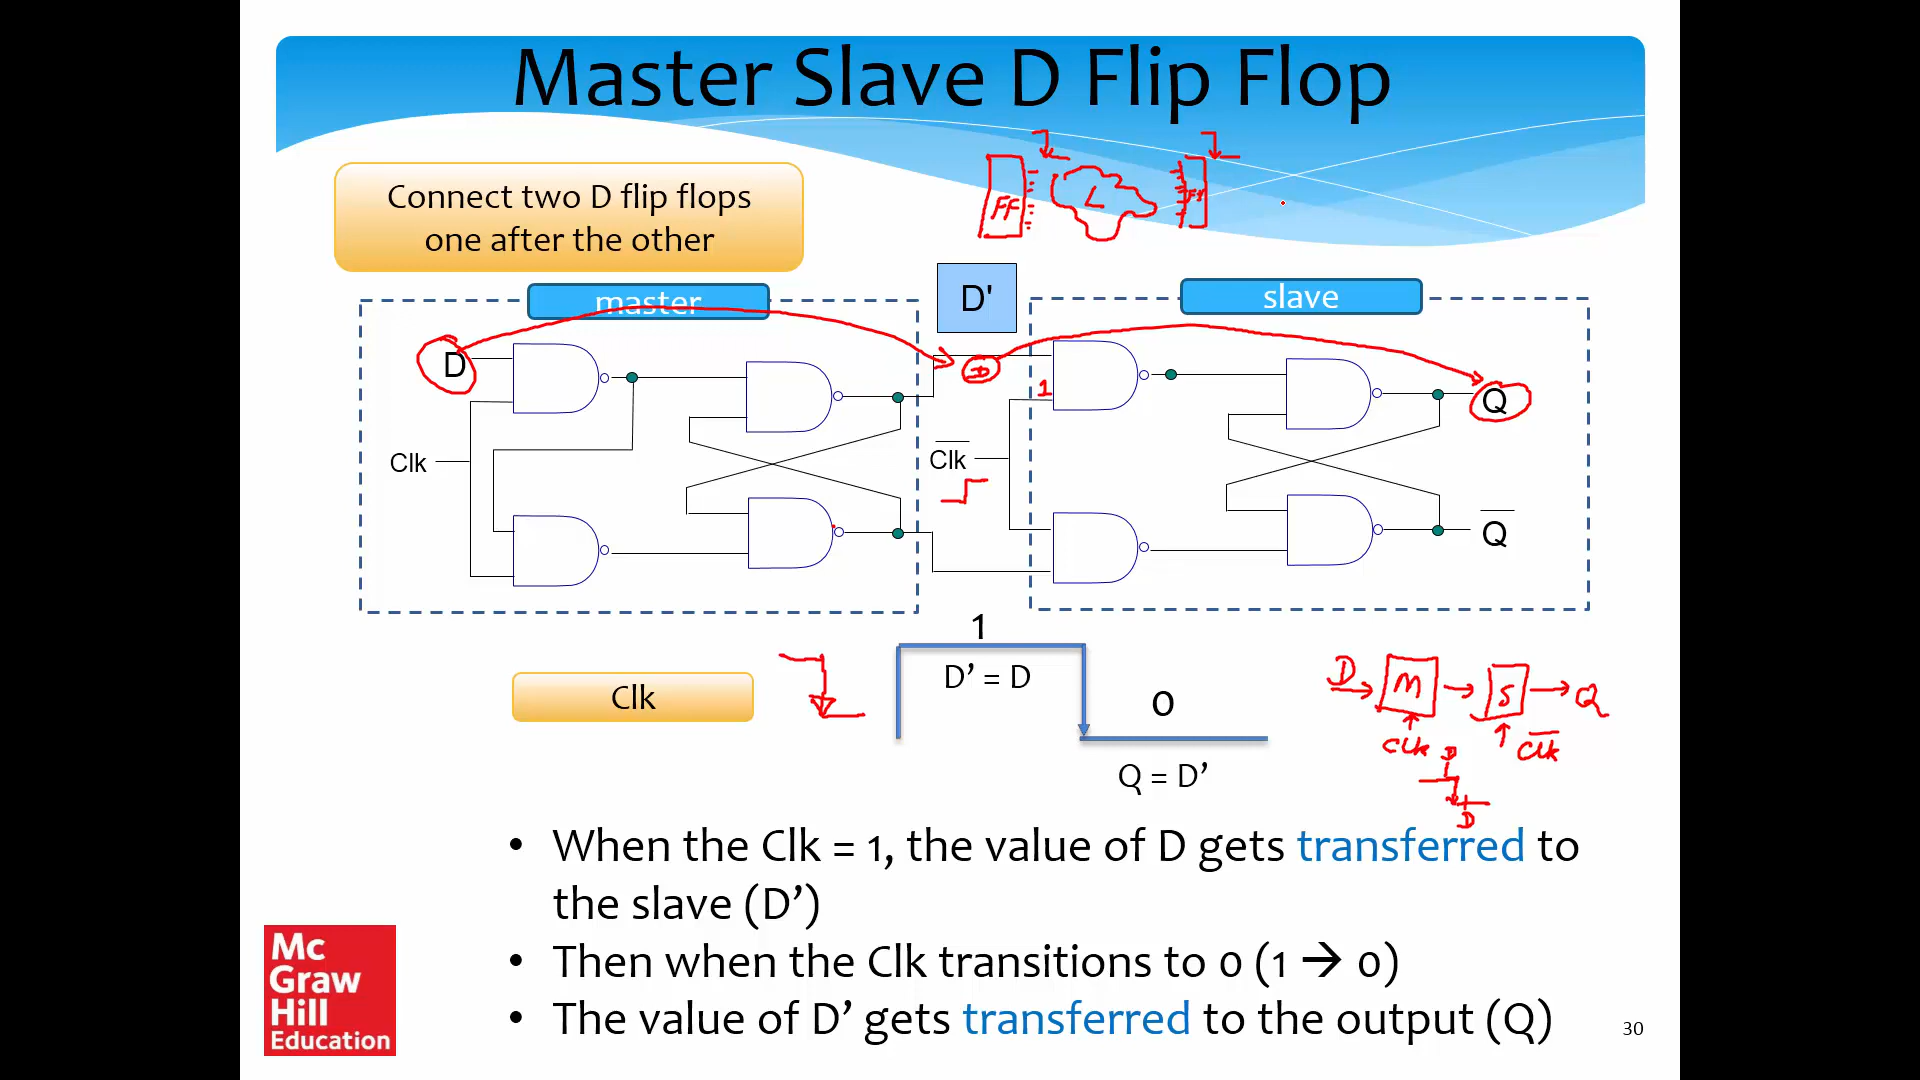 Master Slave D Flip Flop
Connect two D flip flops
one after the other
FF
L
FF
D'
master
slave
D
D
1
Q
Clk
Clk
Q
1
D’ = D
Clk
0
Q = D’
D
M
S
Q
Clk
Clk
D
D
• When the Clk = 1, the value of D gets transferred to
the slave (D’)
• Then when the Clk transitions to 0 (1 → 0)
• The value of D’ gets transferred to the output (Q)
Mc
Graw
Hill
Education
30